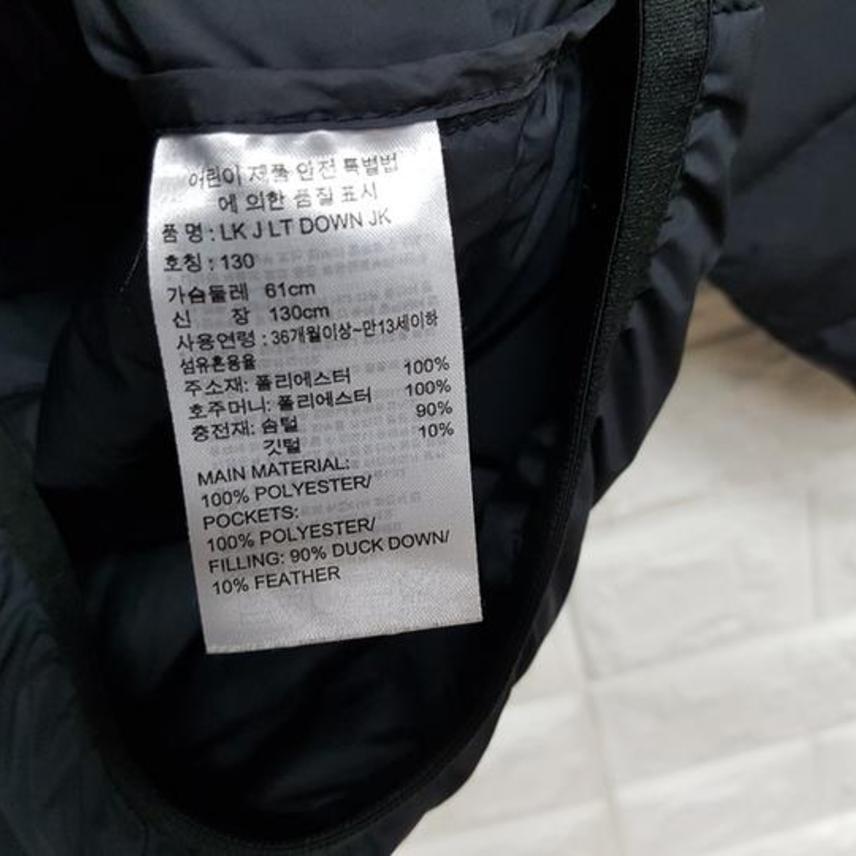 어린이 제품 안전 특별법
에 의한 품질 표시
품 명 : LK J LT DOWN JK
호칭 : 130
가슴둘레 61cm
신 장 130cm
사용연령 : 36개월이상~만13세이하
섬유혼용율
주소재: 폴리에스터 100%
호주머니: 폴리에스터 100%
충전재: 솜털 90%
깃털 10%
MAIN MATERIAL:
100% POLYESTER/
POCKETS:
100% POLYESTER/
FILLING: 90% DUCK DOWN/
10% FEATHER